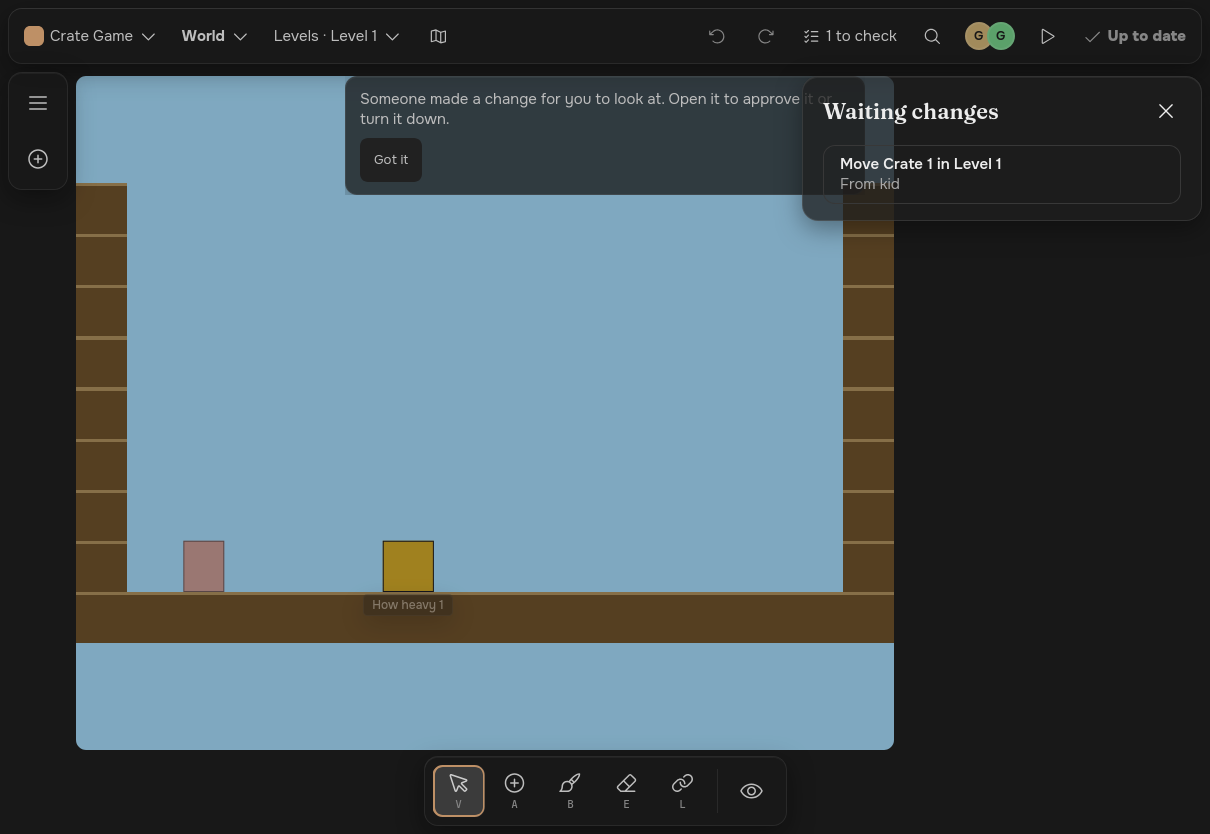 Crate Game
World
Levels · Level 1
1 to check
G
G
Up to date
Someone made a change for you to look at. Open it to approve it or
turn it down.
Got it
Waiting changes
Move Crate 1 in Level 1
From kid
How heavy 1
V
A
B
E
L